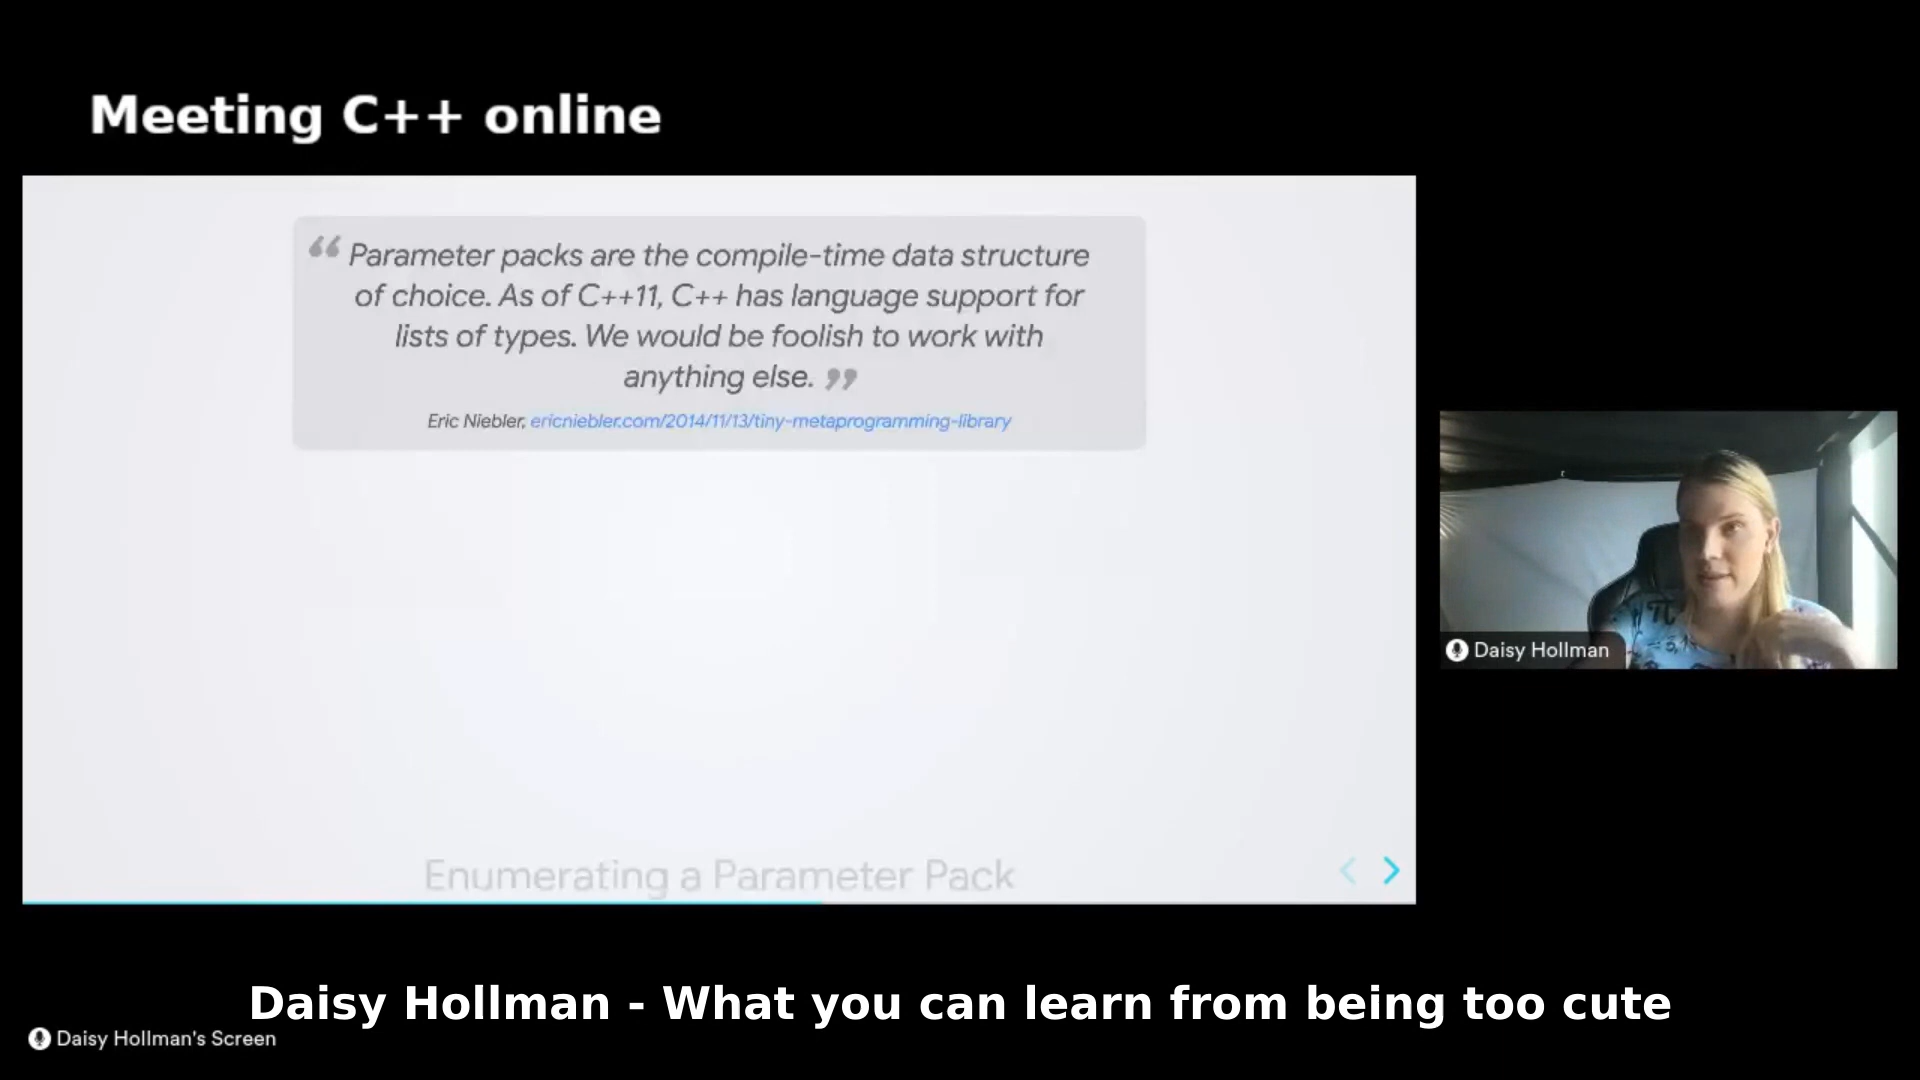 Meeting C++ online
“ Parameter packs are the compile-time data structure
of choice. As of C++11, C++ has language support for
lists of types. We would be foolish to work with
anything else. ”
Eric Niebler, ericniebler.com/2014/11/13/tiny-metaprogramming-library
Enumerating a Parameter Pack
Daisy Hollman
Daisy Hollman - What you can learn from being too cute
Daisy Hollman's Screen